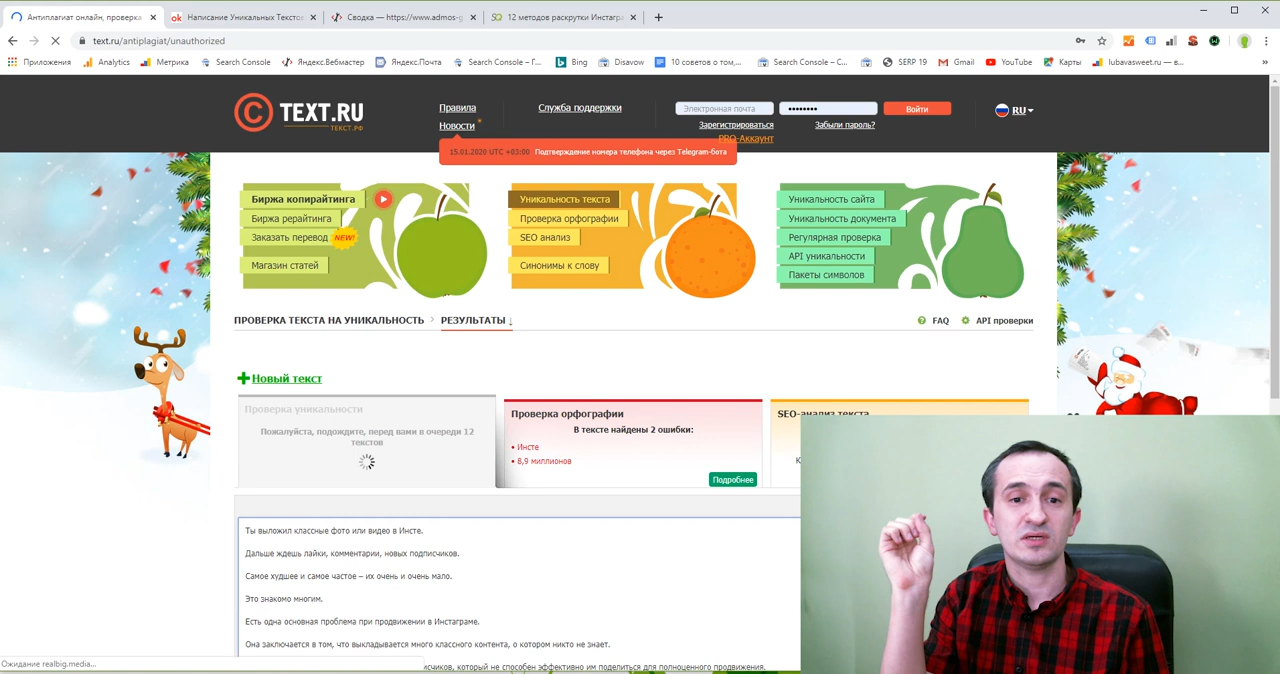 Антиплагиат онлайн, проверка
Написание Уникальных Тексто
Сводка — https://www.admos-g
12 методов раскрутки Инстагра
text.ru/antiplagiat/unauthorized
Приложения
Analytics
Метрика
Search Console
Яндекс.Вебмастер
Яндекс.Почта
Search Console – Г...
Bing
Disavow
10 советов о том,...
Search Console – С...
SERP 19
Gmail
YouTube
Карты
lubavasweet.ru — в...
TEXT.RU
ТЕКСТ.РФ
Правила
Новости *
Служба поддержки
Электронная почта
••••••••
Войти
Зарегистрироваться
Забыли пароль?
PRO-Аккаунт
RU
15.01.2020 UTC +03:00 Подтверждение номера телефона через Telegram-бота
Биржа копирайтинга
Биржа рерайтинга
Заказать перевод NEW!
Магазин статей
Уникальность текста
Проверка орфографии
SEO анализ
Синонимы к слову
Уникальность сайта
Уникальность документа
Регулярная проверка
API уникальности
Пакеты символов
ПРОВЕРКА ТЕКСТА НА УНИКАЛЬНОСТЬ > РЕЗУЛЬТАТЫ ↓
FAQ
API проверки
Новый текст
Проверка уникальности
Пожалуйста, подождите, перед вами в очереди 12
текстов
Проверка орфографии
В тексте найдены 2 ошибки:
• Инсте
• 8,9 миллионов
Подробнее
SEO-анализ текста
К
Ты выложил классные фото или видео в Инсте.
Дальше ждешь лайки, комментарии, новых подписчиков.
Самое худшее и самое частое – их очень и очень мало.
Это знакомо многим.
Есть одна основная проблема при продвижении в Инстаграме.
Она заключается в том, что выкладывается много классного контента, о котором никто не знает.
исчиков, который не способен эффективно им поделиться для полноценного продвижения.
Ожидание realbig.media...